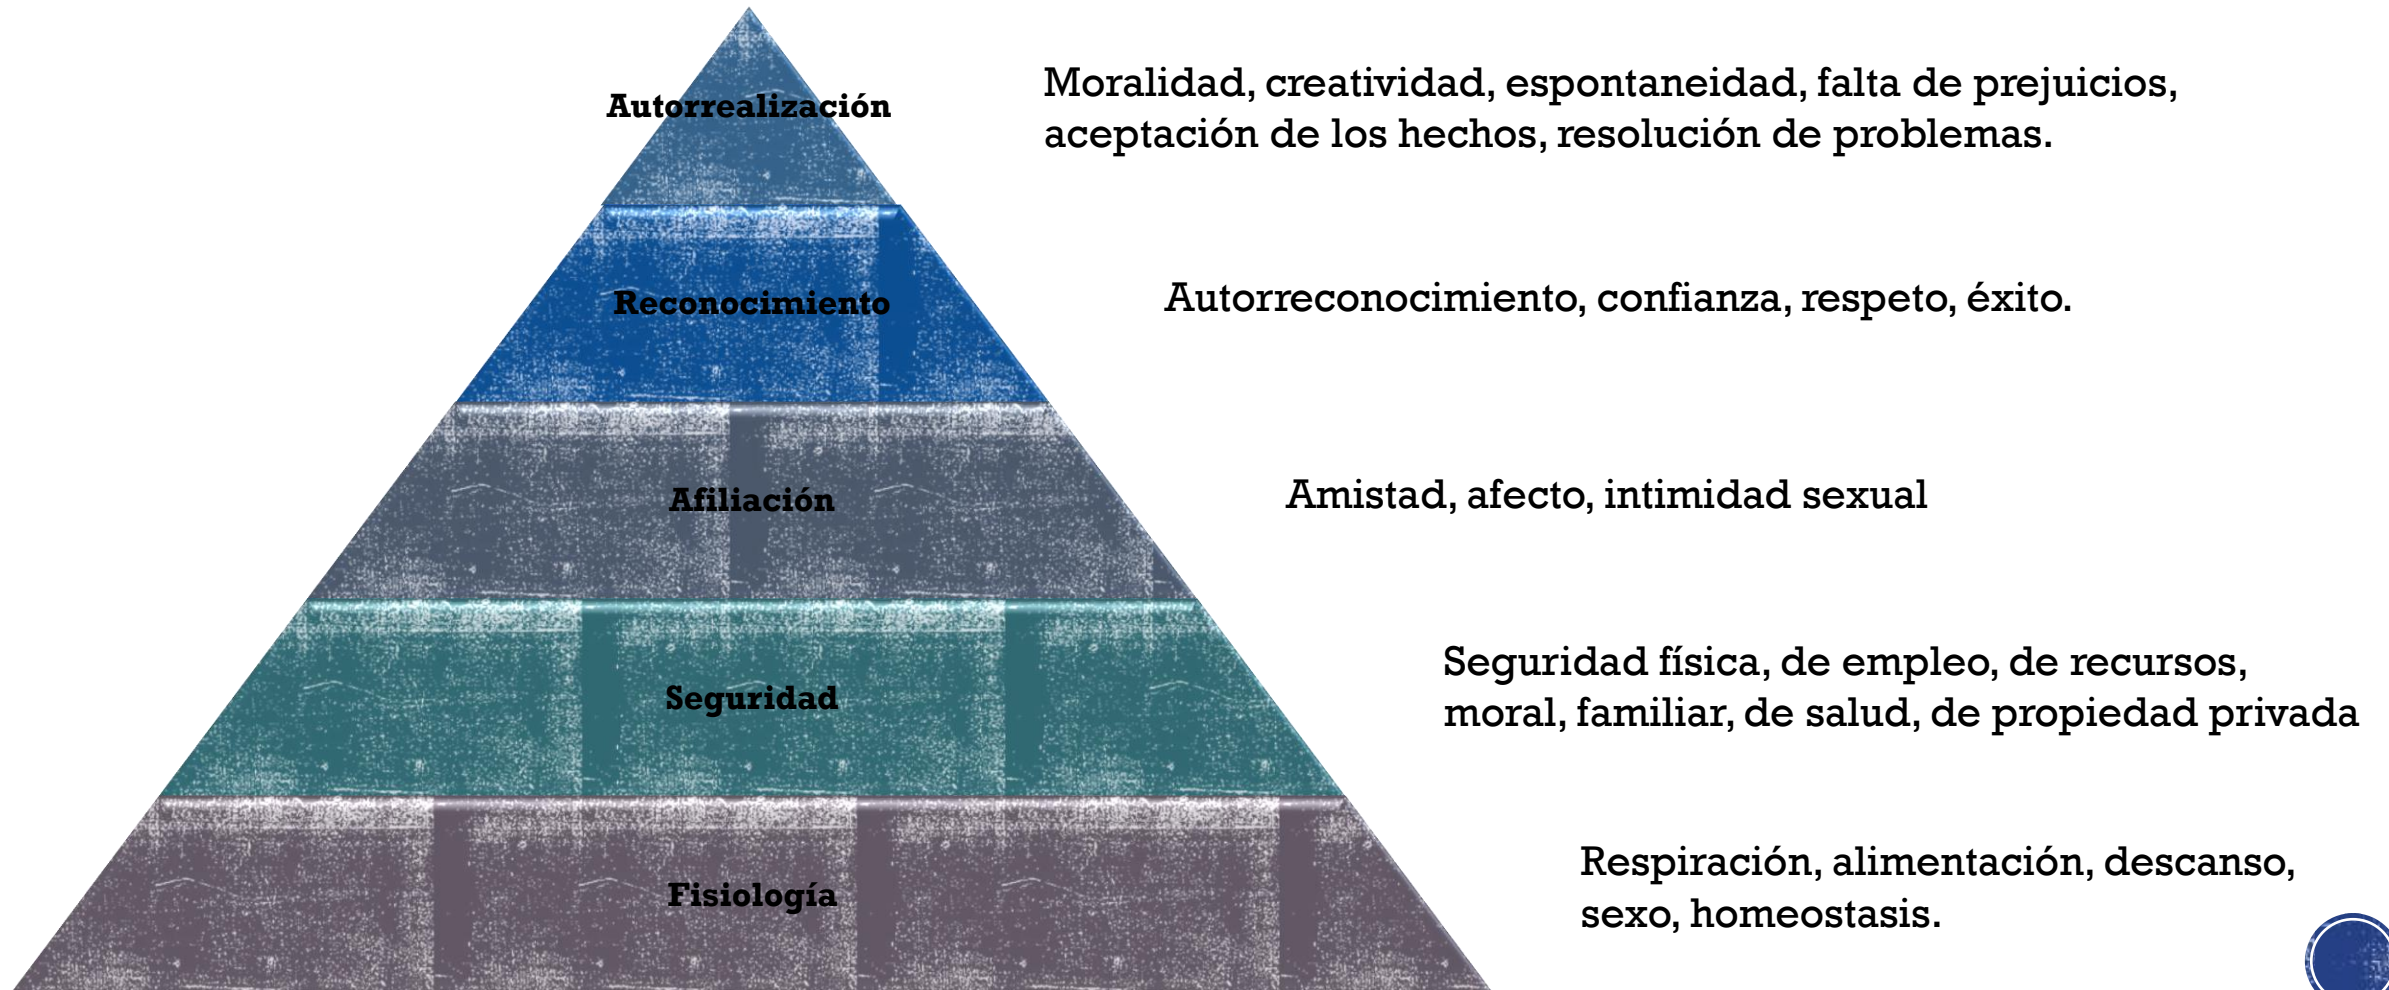 Autorrealización
Moralidad, creatividad, espontaneidad, falta de prejuicios,
aceptación de los hechos, resolución de problemas.
Reconocimiento
Autorreconocimiento, confianza, respeto, éxito.
Afiliación
Amistad, afecto, intimidad sexual
Seguridad
Seguridad física, de empleo, de recursos,
moral, familiar, de salud, de propiedad privada
Fisiología
Respiración, alimentación, descanso,
sexo, homeostasis.